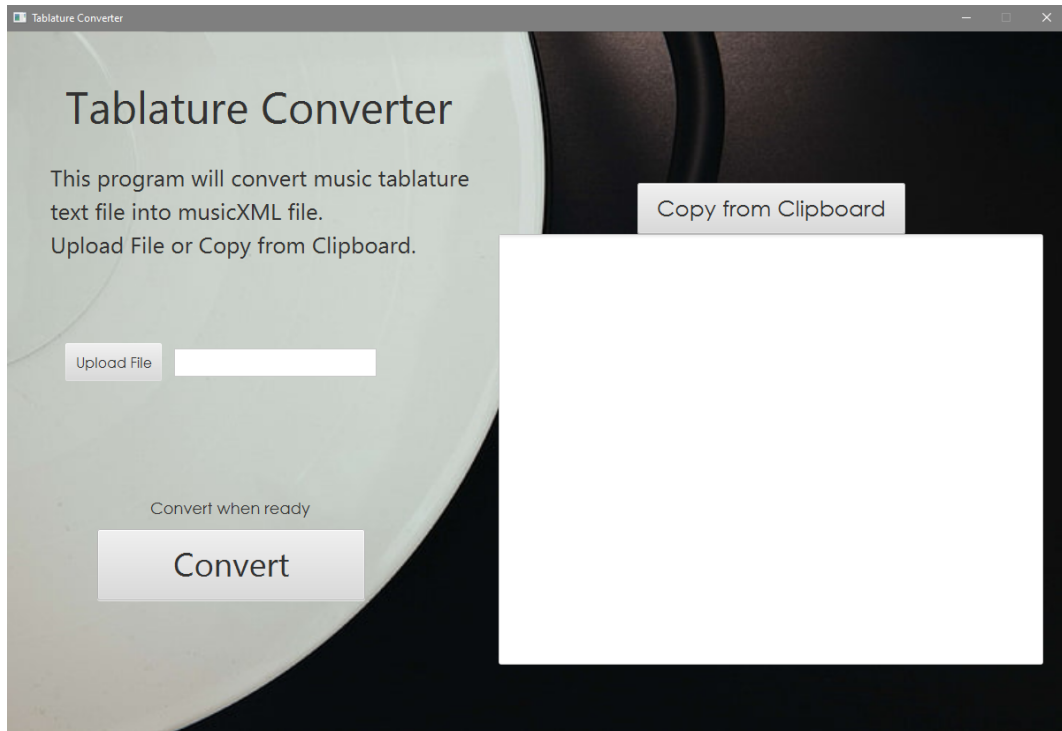 Tablature Converter
Tablature Converter
This program will convert music tablature
text file into musicXML file.
Upload File or Copy from Clipboard.
Copy from Clipboard
Upload File
Convert when ready
Convert